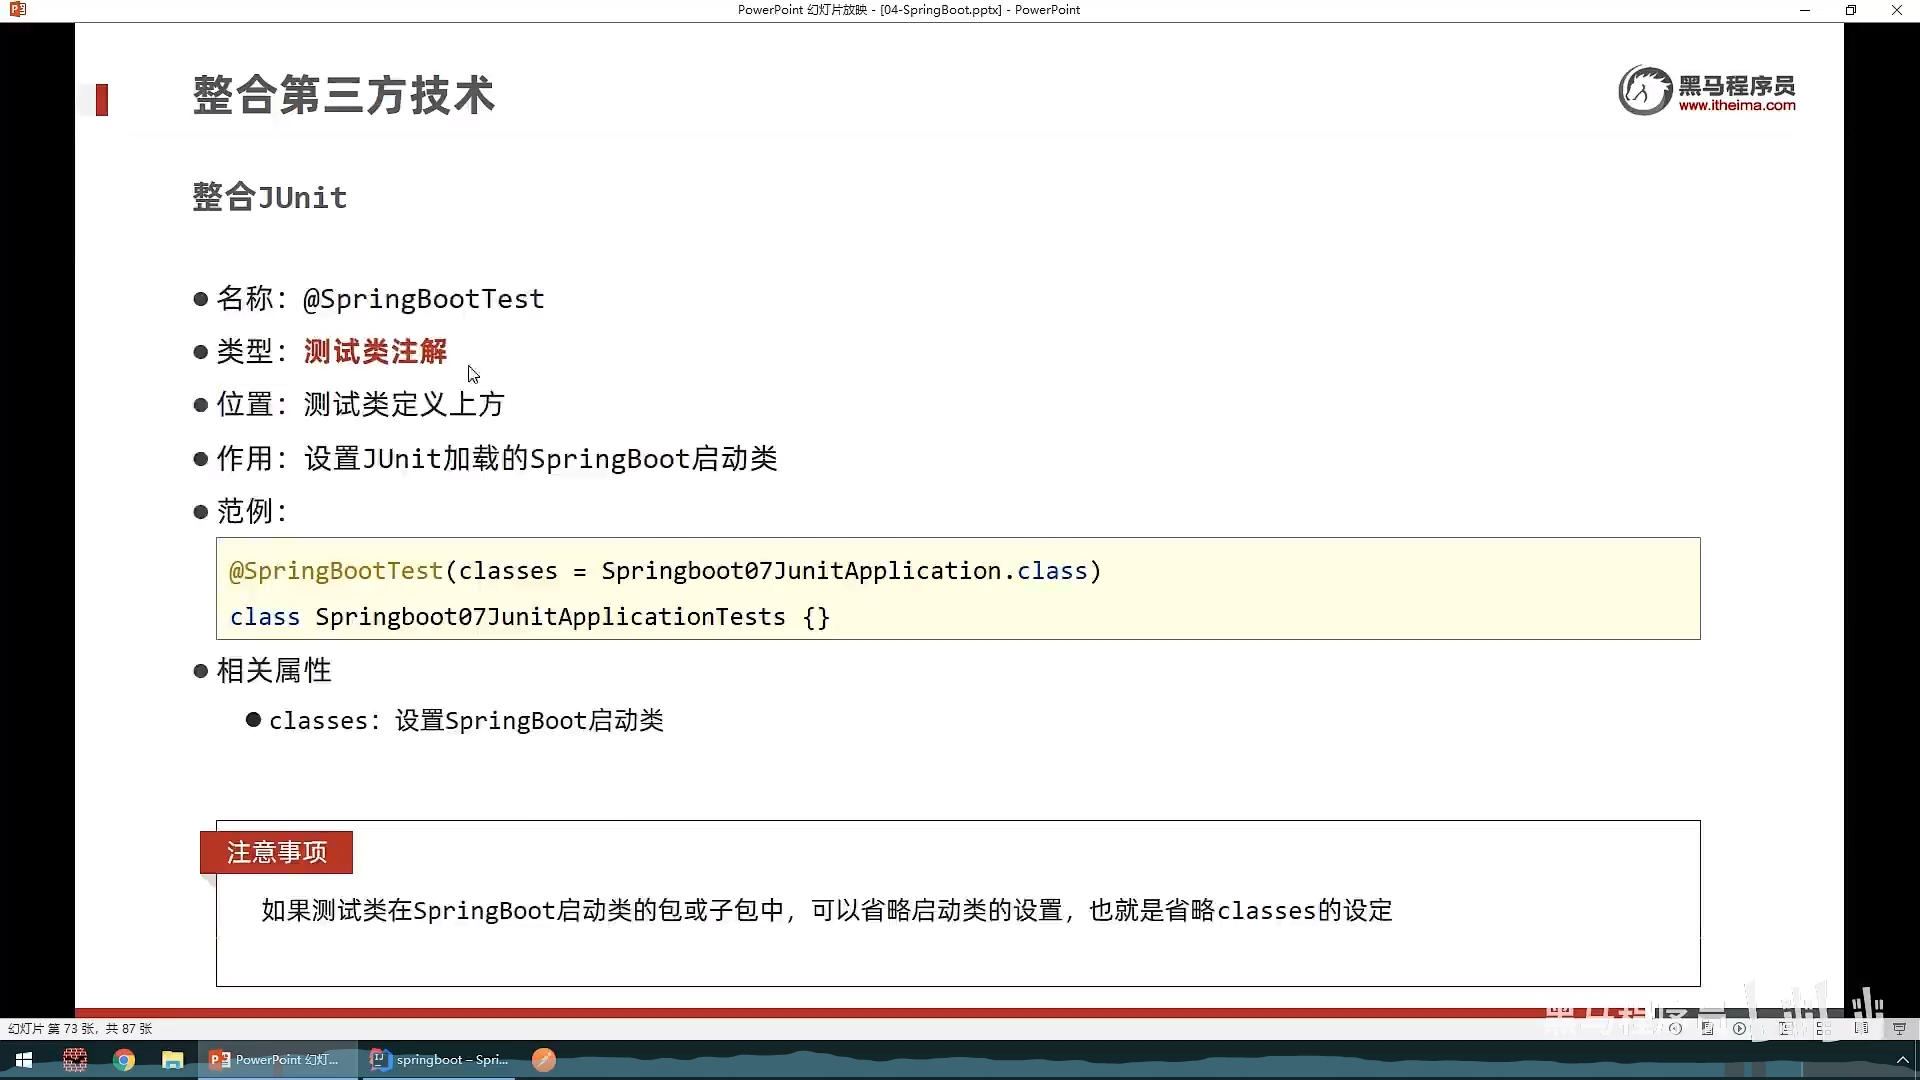 PowerPoint 幻灯片放映 - [04-SpringBoot.pptx] - PowerPoint
整合第三方技术
黑马程序员
www.itheima.com
整合JUnit
名称：@SpringBootTest
类型：测试类注解
位置：测试类定义上方
作用：设置JUnit加载的SpringBoot启动类
范例：
@SpringBootTest(classes = Springboot07JunitApplication.class)
class Springboot07JunitApplicationTests {}
相关属性
classes：设置SpringBoot启动类
注意事项
如果测试类在SpringBoot启动类的包或子包中，可以省略启动类的设置，也就是省略classes的设定
黑马程序员
幻灯片 第 73 张，共 87 张
PowerPoint 幻灯...
springboot – Spri...